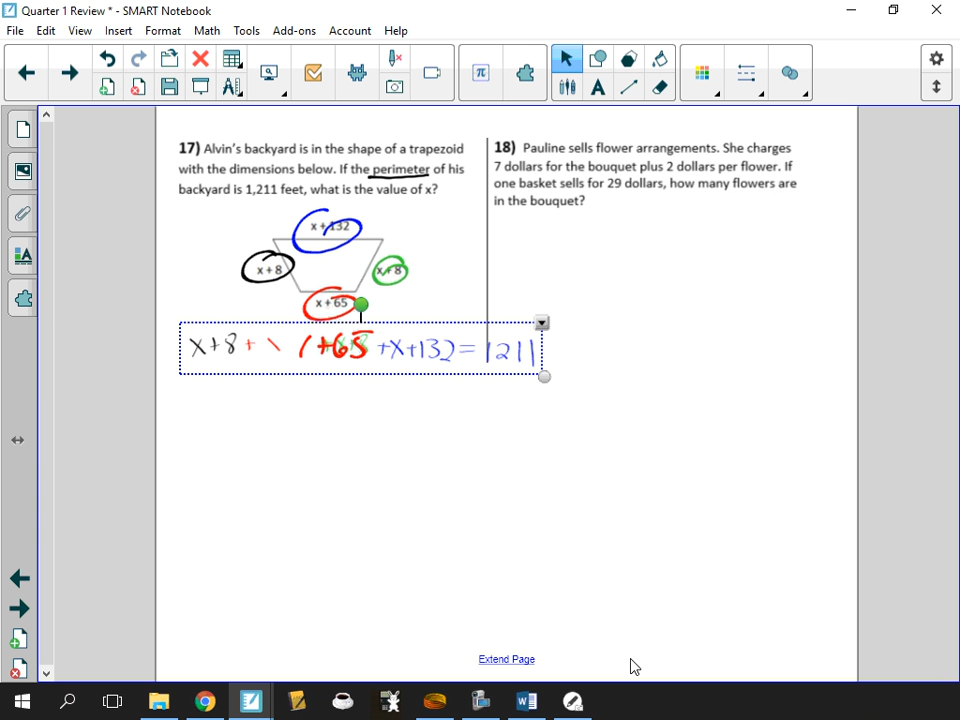 Quarter 1 Review * - SMART Notebook
File Edit View Insert Format Math Tools Add-ons Account Help
17) Alvin's backyard is in the shape of a trapezoid
with the dimensions below. If the perimeter of his
backyard is 1,211 feet, what is the value of x?
x + 132
x + 8
x + 8
x + 65
x+8 + +65 +x+132=1211
18) Pauline sells flower arrangements. She charges
7 dollars for the bouquet plus 2 dollars per flower. If
one basket sells for 29 dollars, how many flowers are
in the bouquet?
Extend Page